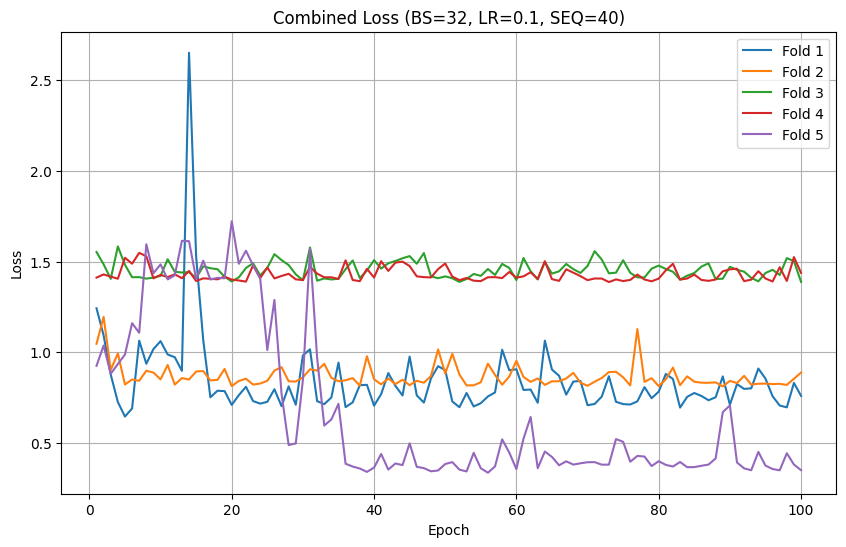 Combined Loss (BS=32, LR=0.1, SEQ=40)
Fold 1
Fold 2
Fold 3
Fold 4
Fold 5
Loss
2.5
2.0
1.5
1.0
0.5
0
20
40
60
80
100
Epoch